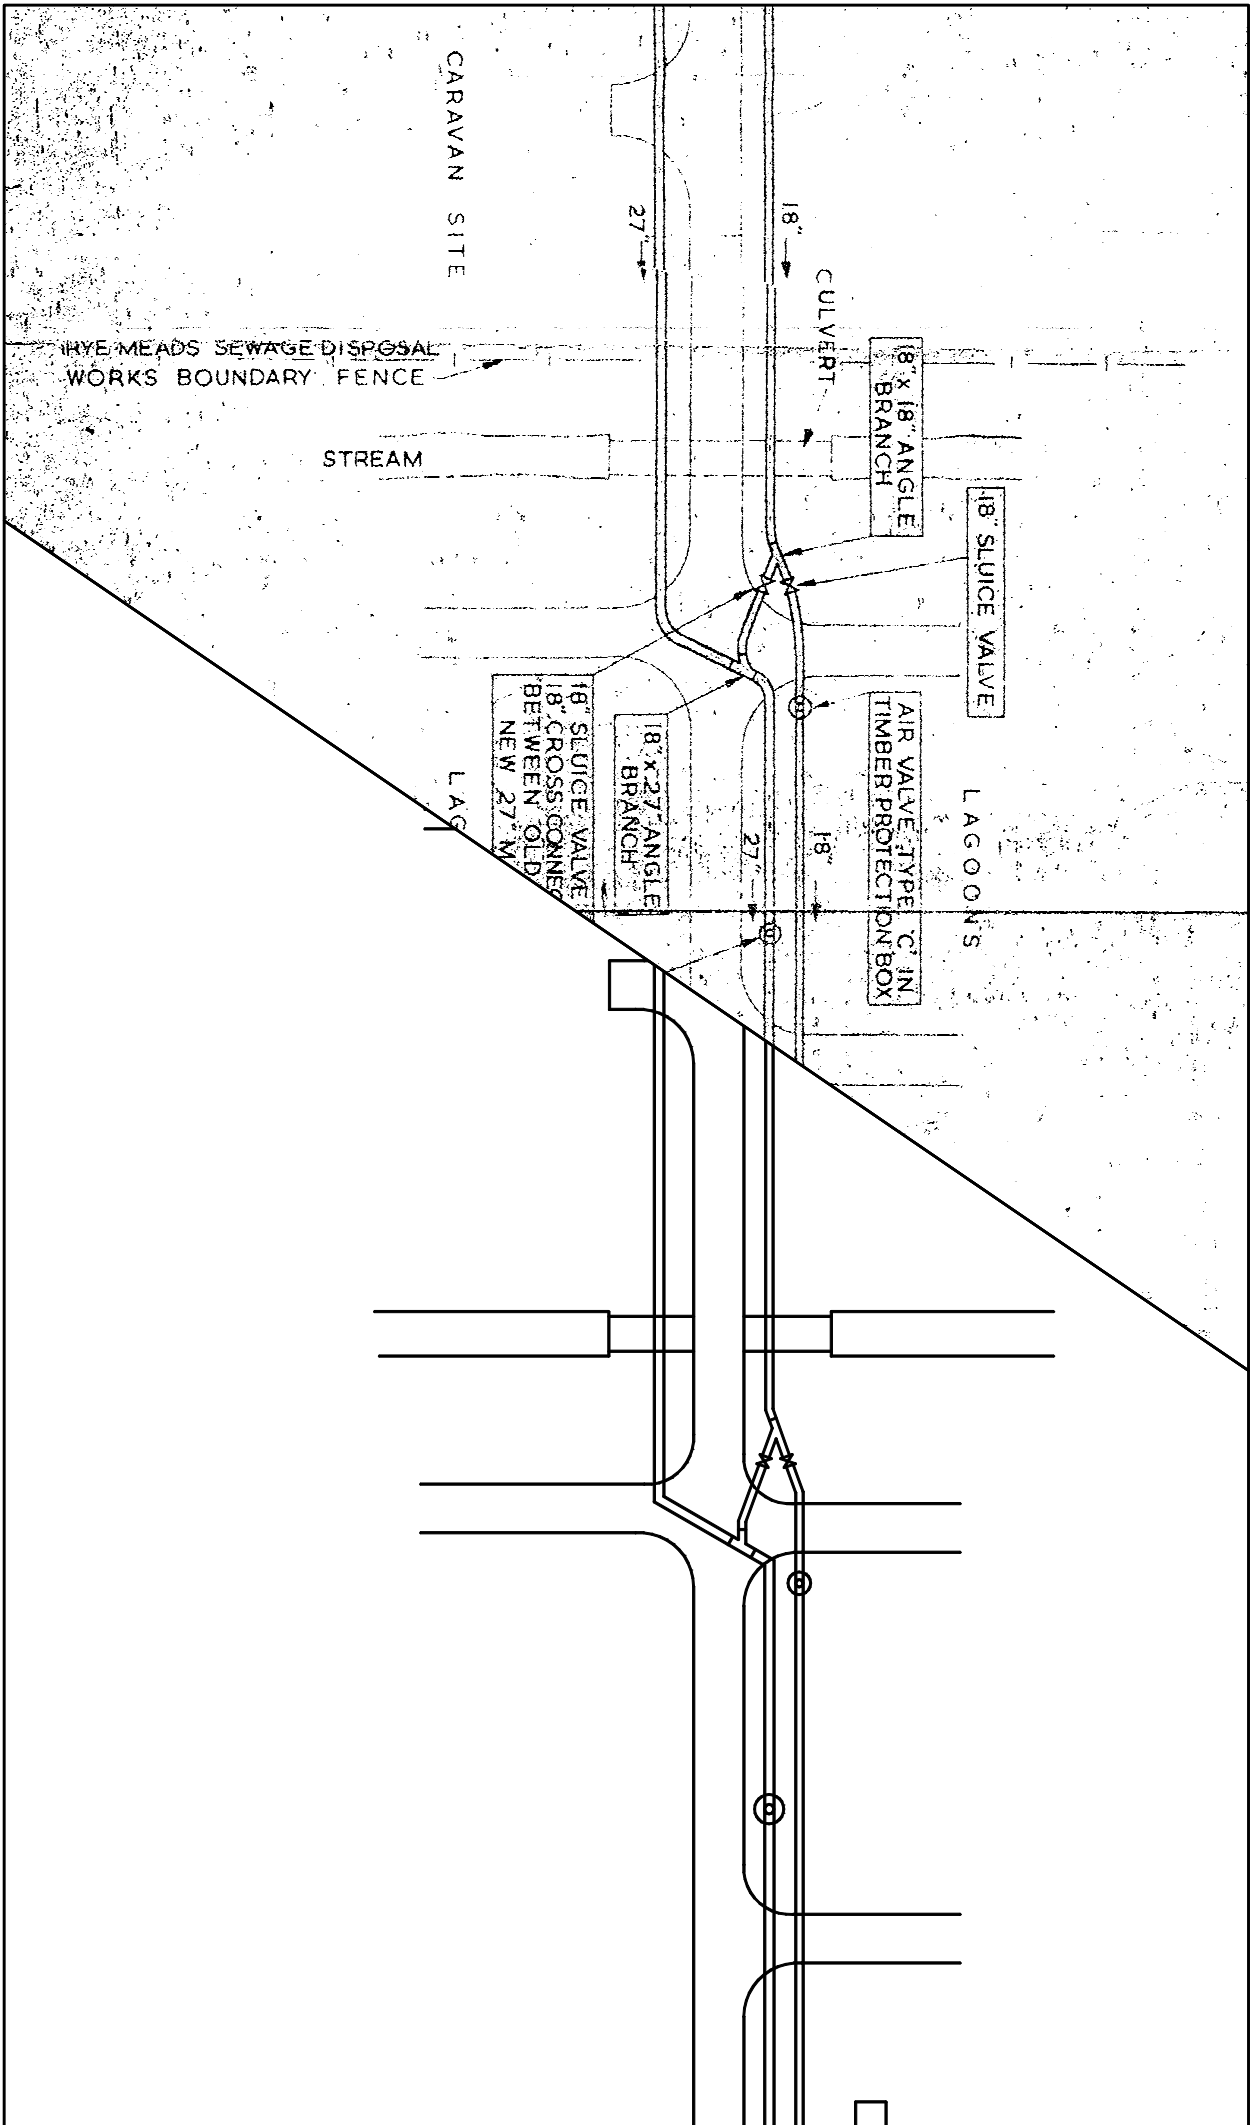 CARAVAN SITE
27"
18"
CULVERT
RYE MEADS SEWAGE DISPOSAL
WORKS BOUNDARY FENCE
STREAM
18" x 18" ANGLE
BRANCH
18" SLUICE VALVE
18" SLUICE VALVE
18" CROSS CONNEC
BETWEEN OLD
NEW 27" M
18" x 27" ANGLE
BRANCH
AIR VALVE TYPE 'C' IN
TIMBER PROTECTION BOX
LAGOONS
LAG
27"
18"